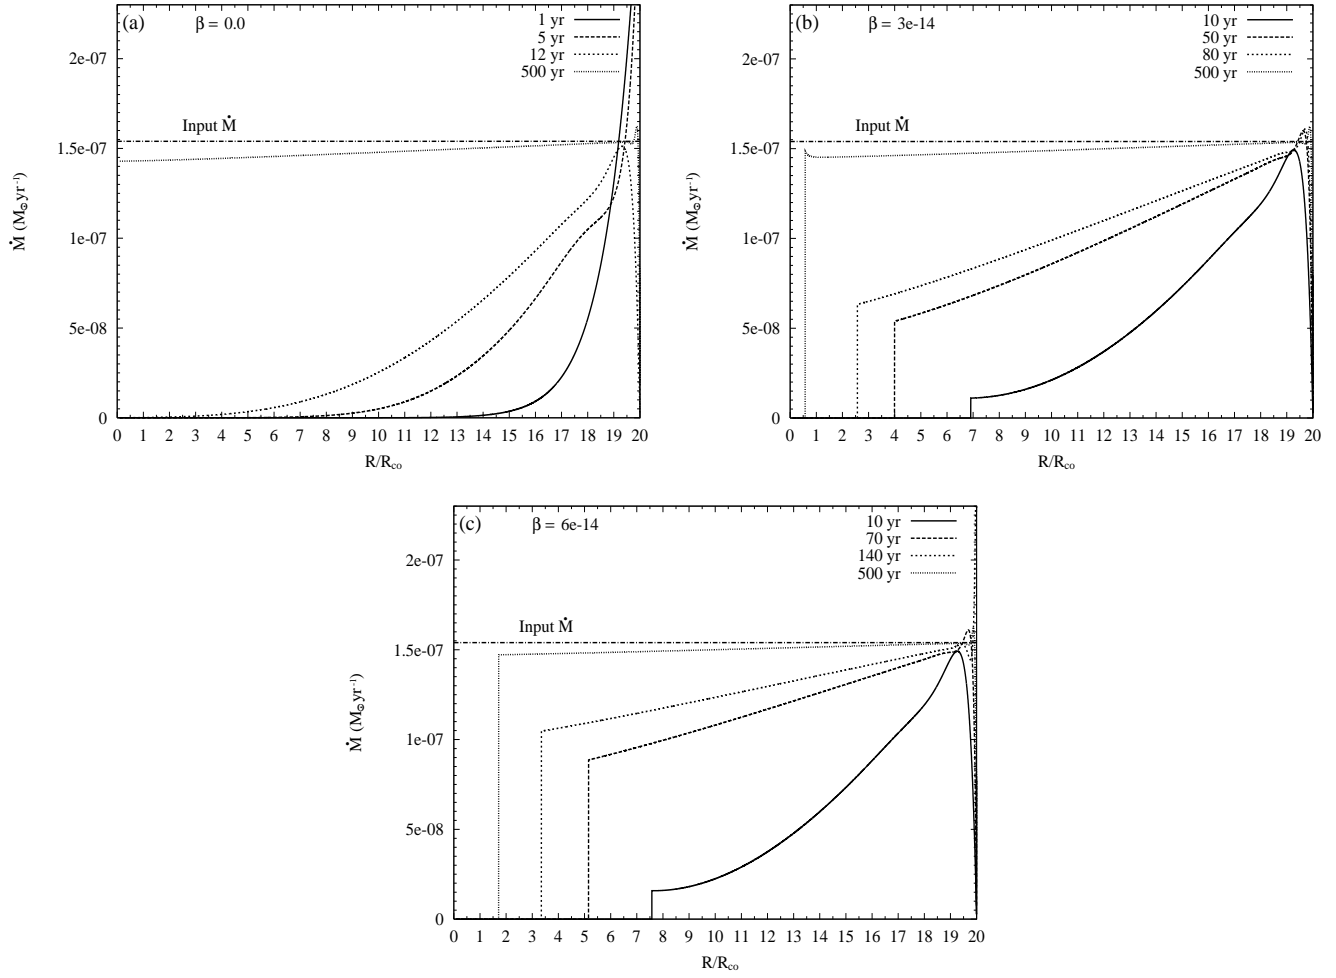 (a)
β = 0.0
1 yr
5 yr
12 yr
500 yr
Input Ṁ
2e-07
1.5e-07
1e-07
5e-08
0
Ṁ (M☉ yr⁻¹)
0 1 2 3 4 5 6 7 8 9 10 11 12 13 14 15 16 17 18 19 20
R/Rco
(b)
β = 3e-14
10 yr
50 yr
80 yr
500 yr
Input Ṁ
2e-07
1.5e-07
1e-07
5e-08
0
Ṁ (M☉ yr⁻¹)
0 1 2 3 4 5 6 7 8 9 10 11 12 13 14 15 16 17 18 19 20
R/Rco
(c)
β = 6e-14
10 yr
70 yr
140 yr
500 yr
Input Ṁ
2e-07
1.5e-07
1e-07
5e-08
0
Ṁ (M☉ yr⁻¹)
0 1 2 3 4 5 6 7 8 9 10 11 12 13 14 15 16 17 18 19 20
R/Rco